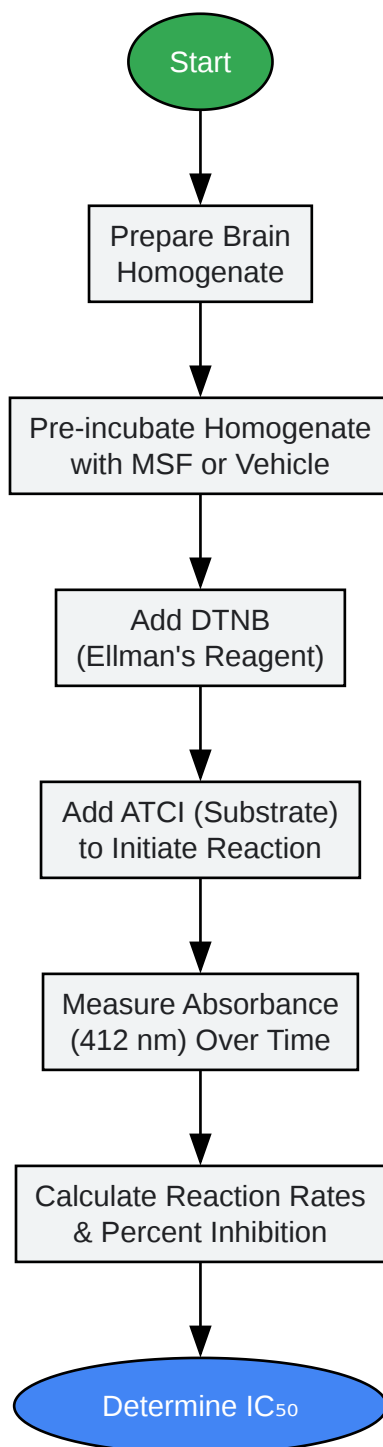 Start
Prepare Brain
Homogenate
Pre-incubate Homogenate
with MSF or Vehicle
Add DTNB
(Ellman's Reagent)
Add ATCI (Substrate)
to Initiate Reaction
Measure Absorbance
(412 nm) Over Time
Calculate Reaction Rates
& Percent Inhibition
Determine IC₅₀